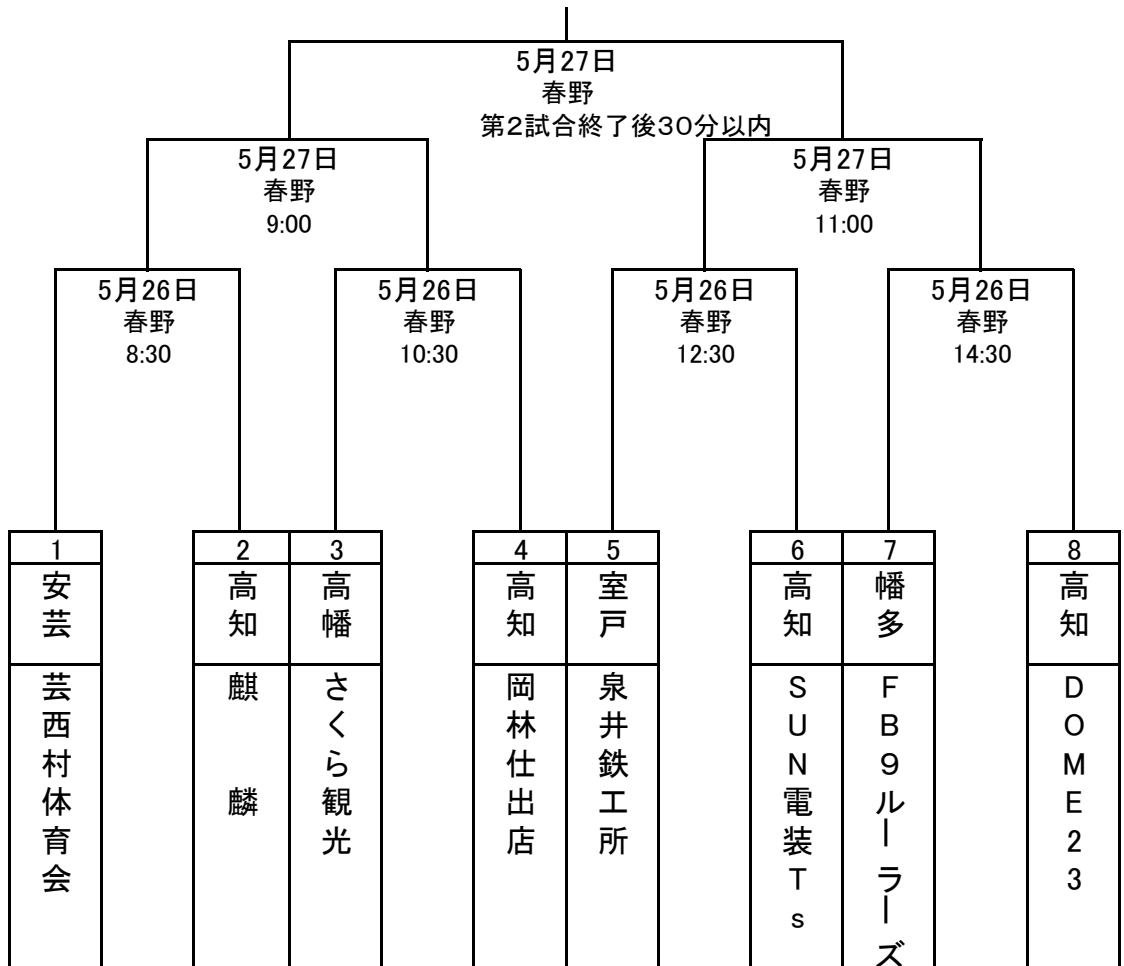 5月27日
春野
第2試合終了後30分以内
5月27日
春野
9:00
5月27日
春野
11:00
5月26日
春野
8:30
5月26日
春野
10:30
5月26日
春野
12:30
5月26日
春野
14:30
1
安芸
芸西村体育会
2
高知
麒麟
3
高幡
さくら観光
4
高知
岡林仕出店
5
室戸
泉井鉄工所
6
高知
SUN電装Ts
7
幡多
FB9ルーラーズ
8
高知
DOME23